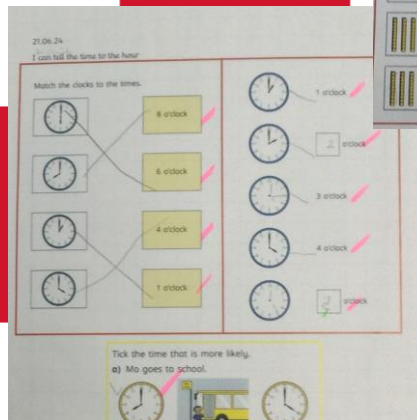 21.06.24
I can tell the time to the hour
Match the clocks to the times.
8 o'clock
6 o'clock
4 o'clock
1 o'clock
1 o'clock
2 o'clock
3 o'clock
4 o'clock
o'clock
Tick the time that is more likely.
a) Mo goes to school.